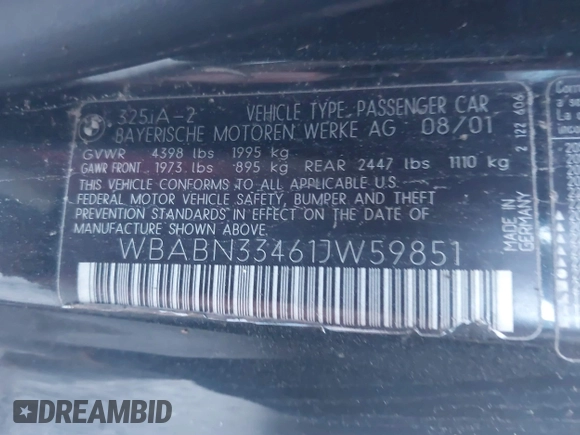 325iA-2 VEHICLE TYPE: PASSENGER CAR
BAYERISCHE MOTOREN WERKE AG 08/01
GVWR 4398 lbs 1995 kg
GAWR FRONT 1973 lbs 895 kg REAR 2447 lbs 1110 kg
THIS VEHICLE CONFORMS TO ALL APPLICABLE
FEDERAL MOTOR VEHICLE SAFETY, BUMPER AND THEFT
PREVENTION STANDARDS IN EFFECT ON THE DATE OF
MANUFACTURE SHOWN ABOVE.
WBABN33461JW59851
MADE IN GERMANY
2 122 606
DREAMBID